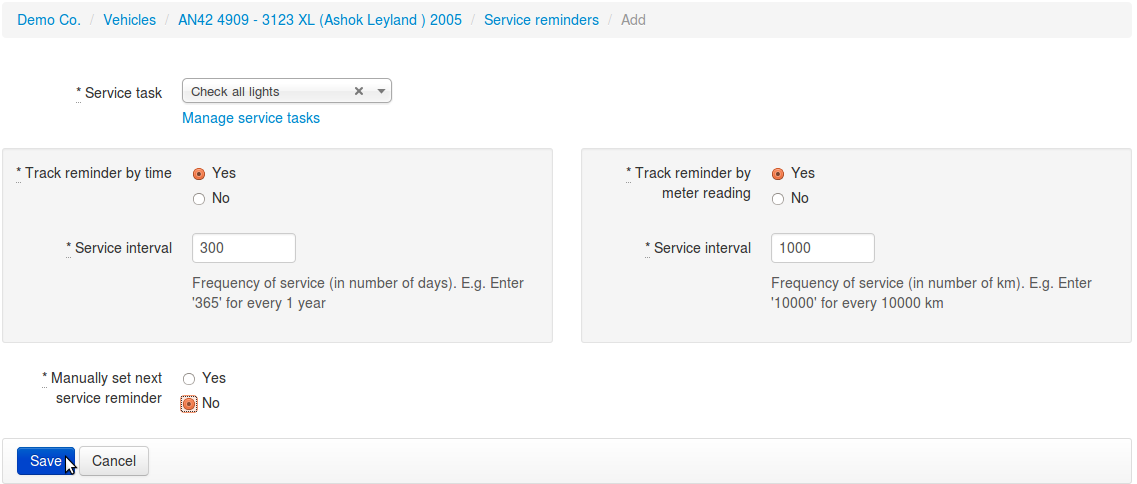 Demo Co. / Vehicles / AN42 4909 - 3123 XL (Ashok Leyland ) 2005 / Service reminders / Add
* Service task
Check all lights
Manage service tasks
* Track reminder by time
Yes
No
* Service interval
300
Frequency of service (in number of days). E.g. Enter
'365' for every 1 year
* Track reminder by
meter reading
Yes
No
* Service interval
1000
Frequency of service (in number of km). E.g. Enter
'10000' for every 10000 km
* Manually set next
service reminder
Yes
No
Save
Cancel